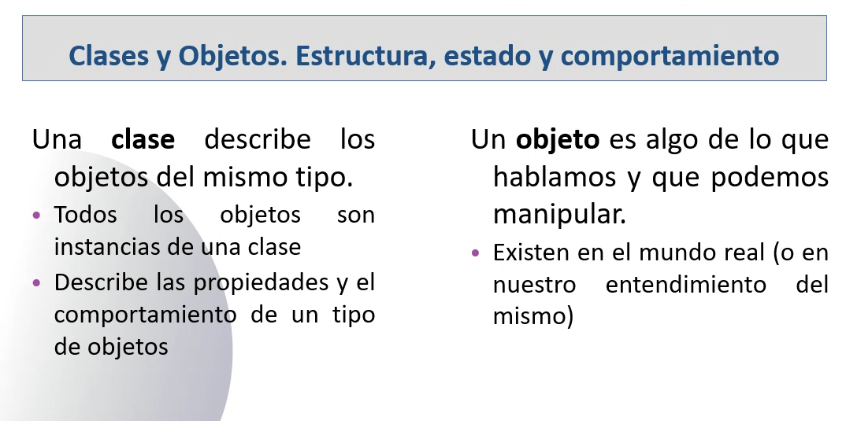 Clases y Objetos. Estructura, estado y comportamiento
Una clase describe los
objetos del mismo tipo.
• Todos los objetos son
instancias de una clase
• Describe las propiedades y el
comportamiento de un tipo
de objetos
Un objeto es algo de lo que
hablamos y que podemos
manipular.
• Existen en el mundo real (o en
nuestro entendimiento del
mismo)